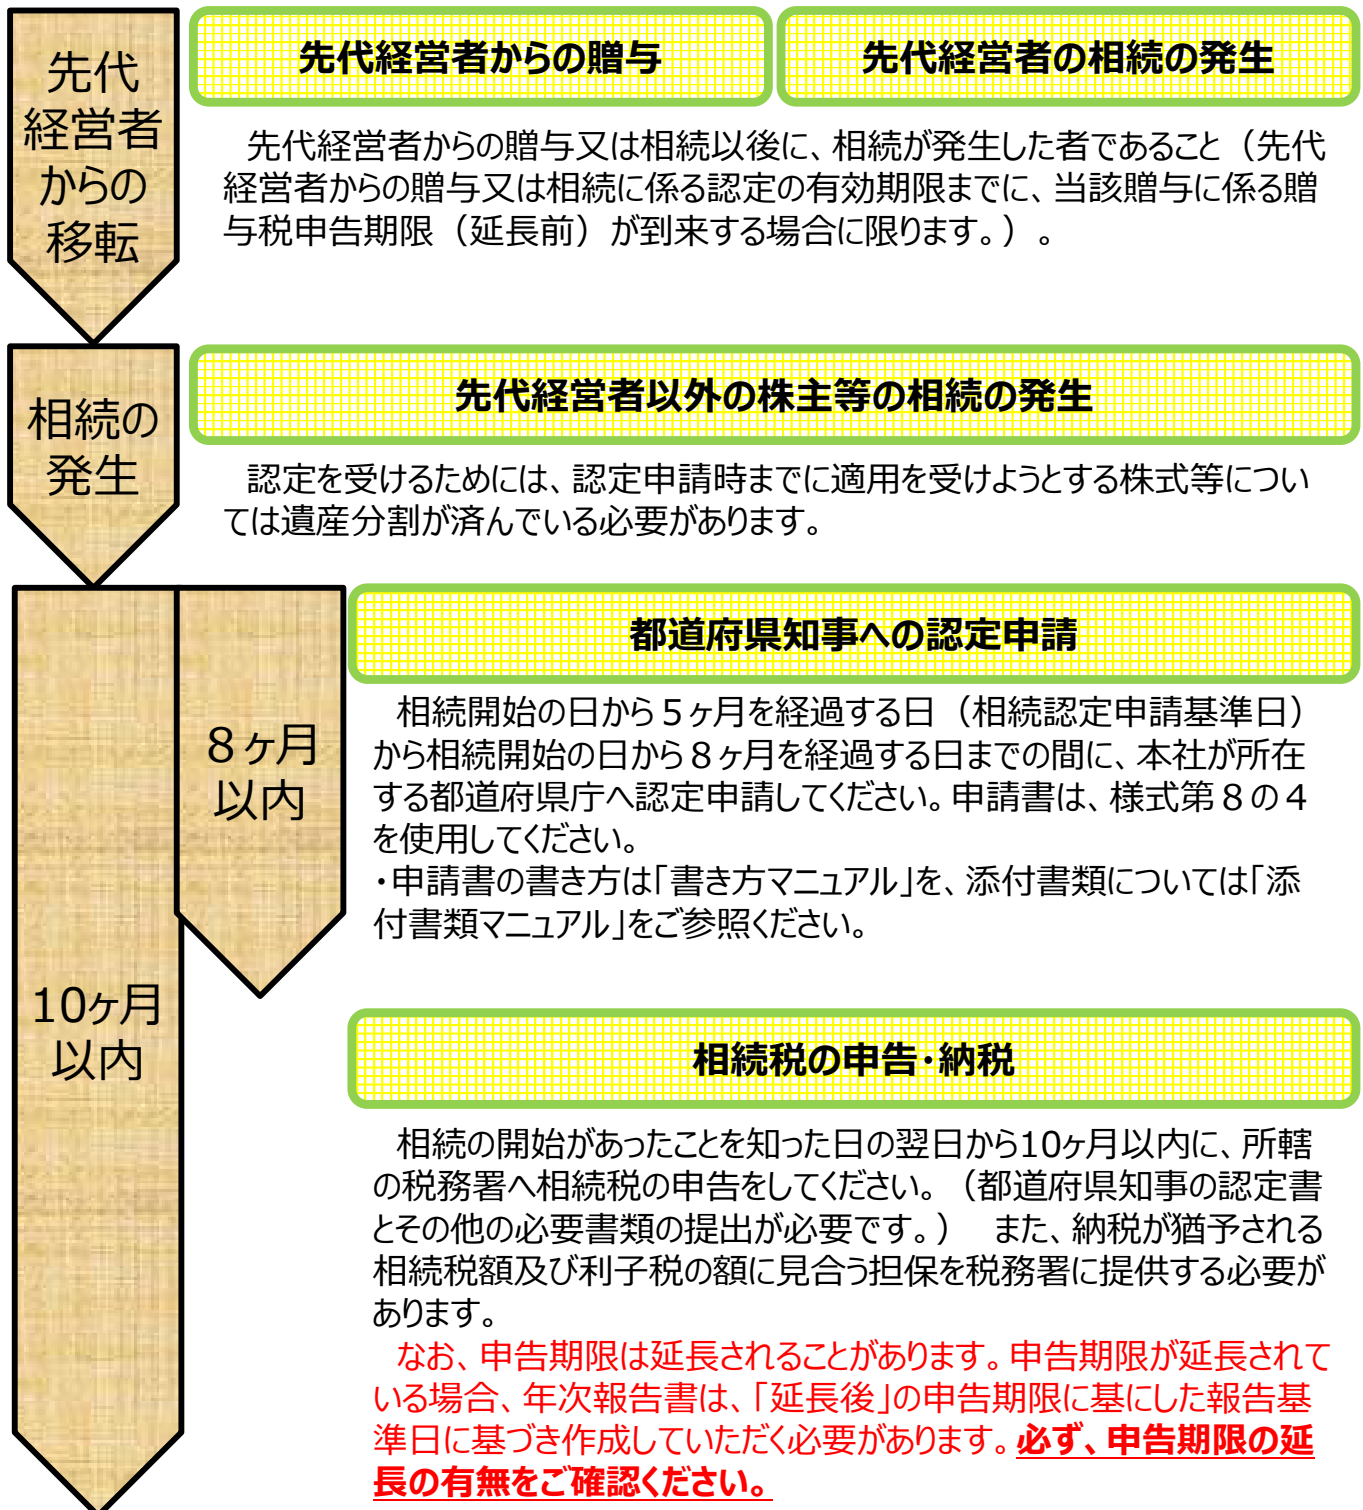 先代
経営者
からの
移転
先代経営者からの贈与
先代経営者の相続の発生
先代経営者からの贈与又は相続以後に、相続が発生した者であること（先代
経営者からの贈与又は相続に係る認定の有効期限までに、当該贈与に係る贈
与税申告期限（延長前）が到来する場合に限ります。）。
相続の
発生
先代経営者以外の株主等の相続の発生
認定を受けるためには、認定申請時までに適用を受けようとする株式等につい
ては遺産分割が済んでいる必要があります。
10ヶ月
以内
８ヶ月
以内
都道府県知事への認定申請
相続開始の日から５ヶ月を経過する日（相続認定申請基準日）
から相続開始の日から８ヶ月を経過する日までの間に、本社が所在
する都道府県庁へ認定申請してください。申請書は、様式第８の４
を使用してください。
・申請書の書き方は「書き方マニュアル」を、添付書類については「添
付書類マニュアル」をご参照ください。
相続税の申告・納税
相続の開始があったことを知った日の翌日から10ヶ月以内に、所轄
の税務署へ相続税の申告をしてください。（都道府県知事の認定書
とその他の必要書類の提出が必要です。）　また、納税が猶予される
相続税額及び利子税の額に見合う担保を税務署に提供する必要が
あります。
なお、申告期限は延長されることがあります。申告期限が延長されて
いる場合、年次報告書は、「延長後」の申告期限に基にした報告基
準日に基づき作成していただく必要があります。必ず、申告期限の延
長の有無をご確認ください。